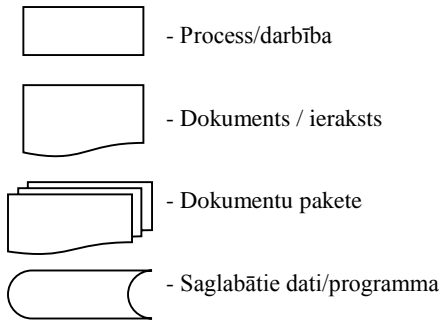 - Process/darbība
- Dokuments / ieraksts
- Dokumentu pakete
- Saglabātie dati/programma